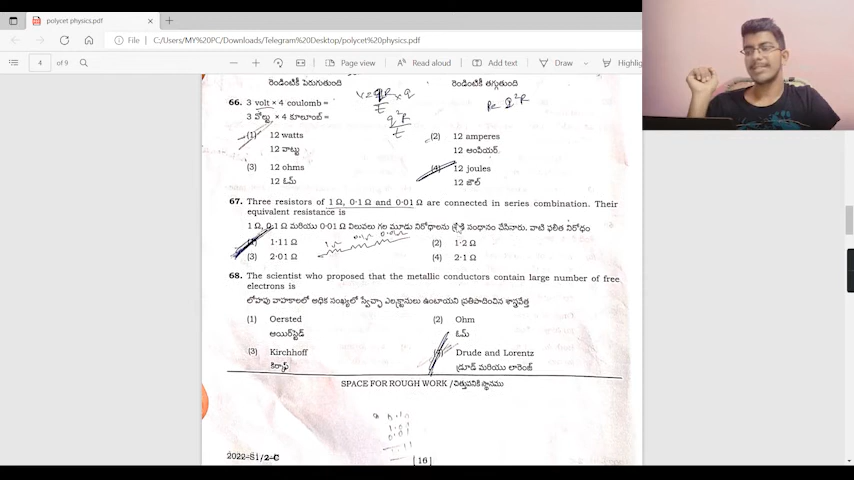 polycet physics.pdf
File C:/Users/MY%20PC/Downloads/Telegram%20Desktop/polycet%20physics.pdf
4 of 9 Page view Read aloud Add text Draw Highlig
రెండింటికీ పెరుగుతుంది రెండింటికీ తగ్గుతుంది
66. 3 volt × 4 coulomb =
3 వోల్టు × 4 కూలూంబ్ =
(1) 12 watts (2) 12 amperes
12 వాట్లు 12 అంపియర్
(3) 12 ohms (4) 12 joules
12 ఓమ్ 12 జౌల్
67. Three resistors of 1 Ω, 0·1 Ω and 0·01 Ω are connected in series combination. Their
equivalent resistance is
1 Ω, 0·1 Ω మరియు 0·01 Ω విలువలు గల మూడు నిరోధాలను శ్రేణి సంధానం చేసినారు. వాటి ఫలిత నిరోధం
1·11 Ω (2) 1·2 Ω
(3) 2·01 Ω (4) 2·1 Ω
68. The scientist who proposed that the metallic conductors contain large number of free
electrons is
లోహపు వాహకాలలో అధిక సంఖ్యలో స్వేచ్ఛా ఎలక్ట్రానులు ఉంటాయని ప్రతిపాదించిన శాస్త్రవేత్త
(1) Oersted (2) Ohm
అయిర్‌స్టెడ్ ఓమ్
(3) Kirchhoff Drude and Lorentz
కిర్చాఫ్ డ్రూడ్ మరియు లారెంజ్
SPACE FOR ROUGH WORK / చిత్తుపనికి స్థానము
2022-S1/2-C [ 16 ]